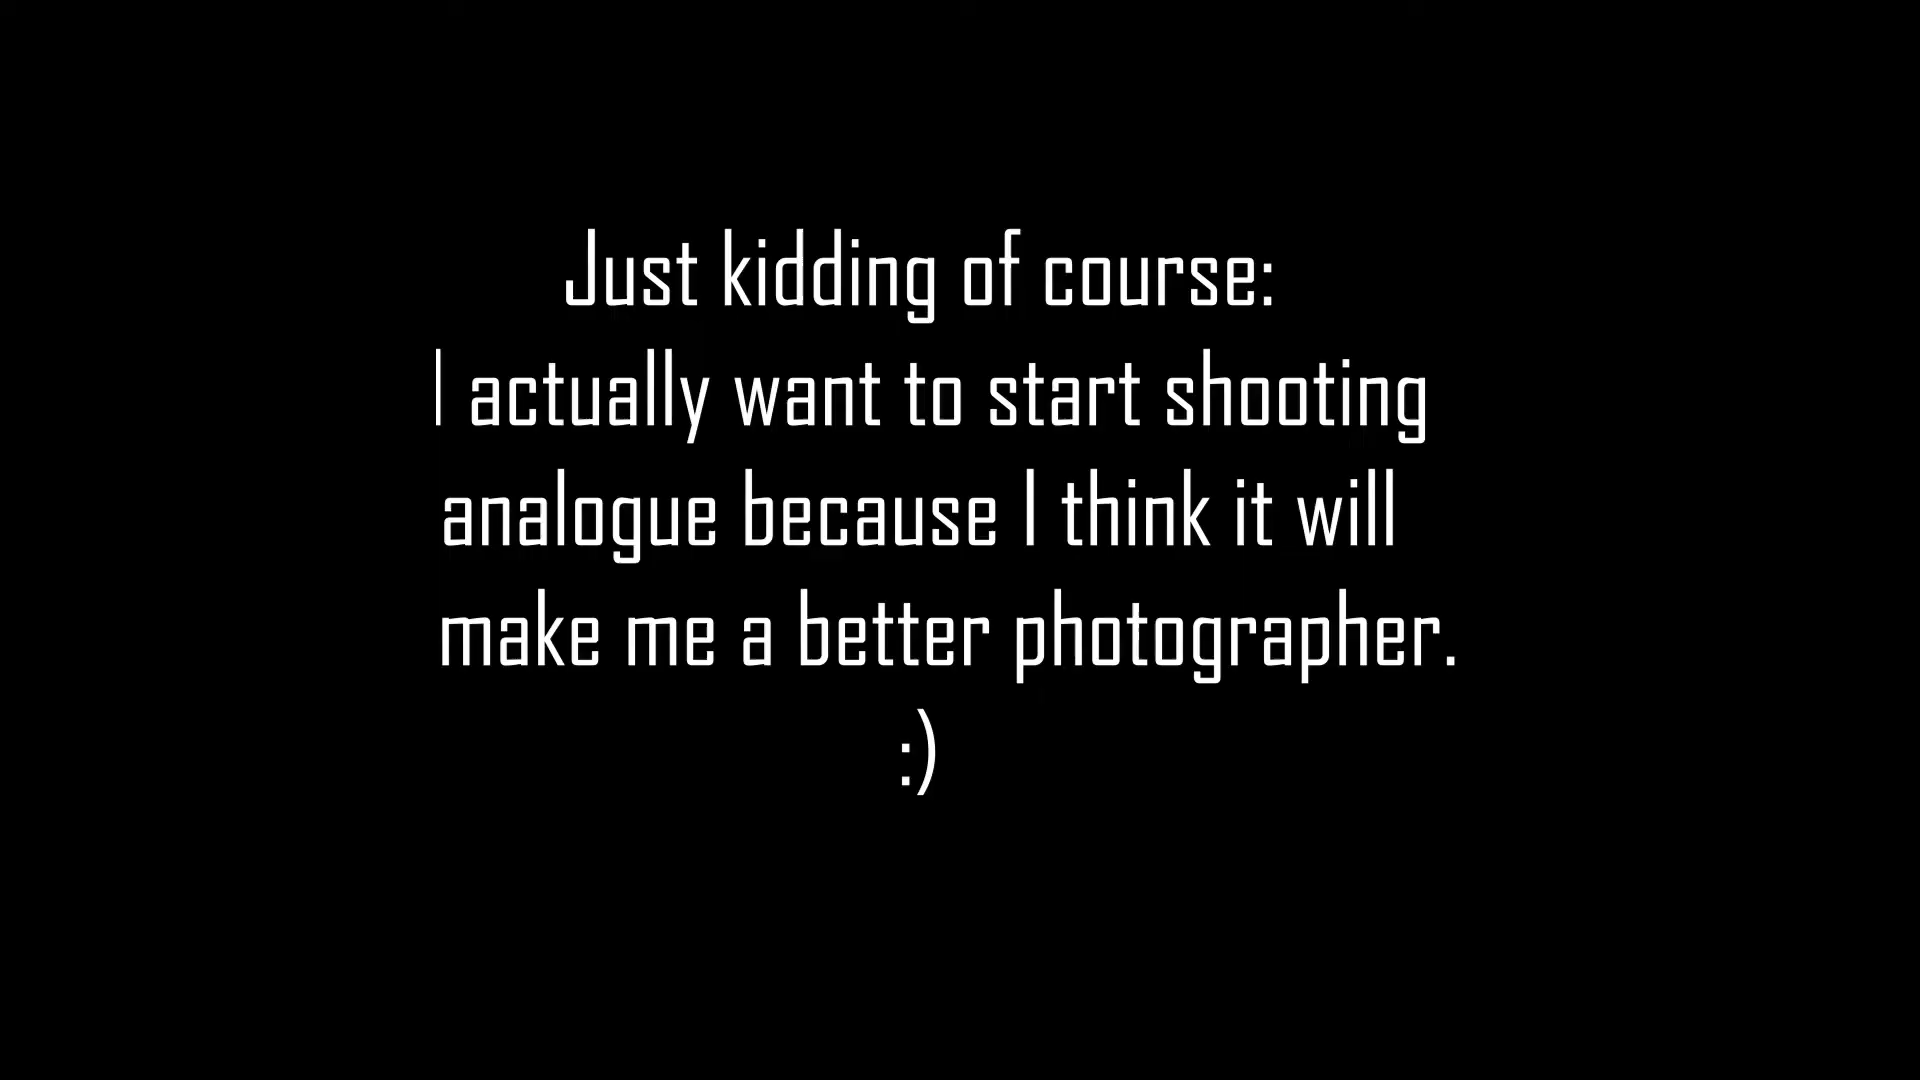 Just kidding of course:
I actually want to start shooting
analogue because I think it will
make me a better photographer.
:)